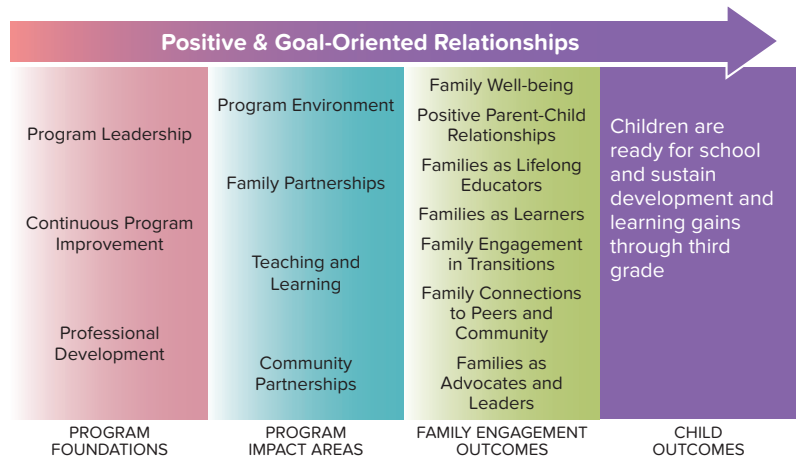 Positive & Goal-Oriented Relationships
Program Leadership
Continuous Program
Improvement
Professional
Development
PROGRAM
FOUNDATIONS
Program Environment
Family Partnerships
Teaching and
Learning
Community
Partnerships
PROGRAM
IMPACT AREAS
Family Well-being
Positive Parent-Child
Relationships
Families as Lifelong
Educators
Families as Learners
Family Engagement
in Transitions
Family Connections
to Peers and
Community
Families as
Advocates and
Leaders
FAMILY ENGAGEMENT
OUTCOMES
Children are
ready for school
and sustain
development and
learning gains
through third
grade
CHILD
OUTCOMES